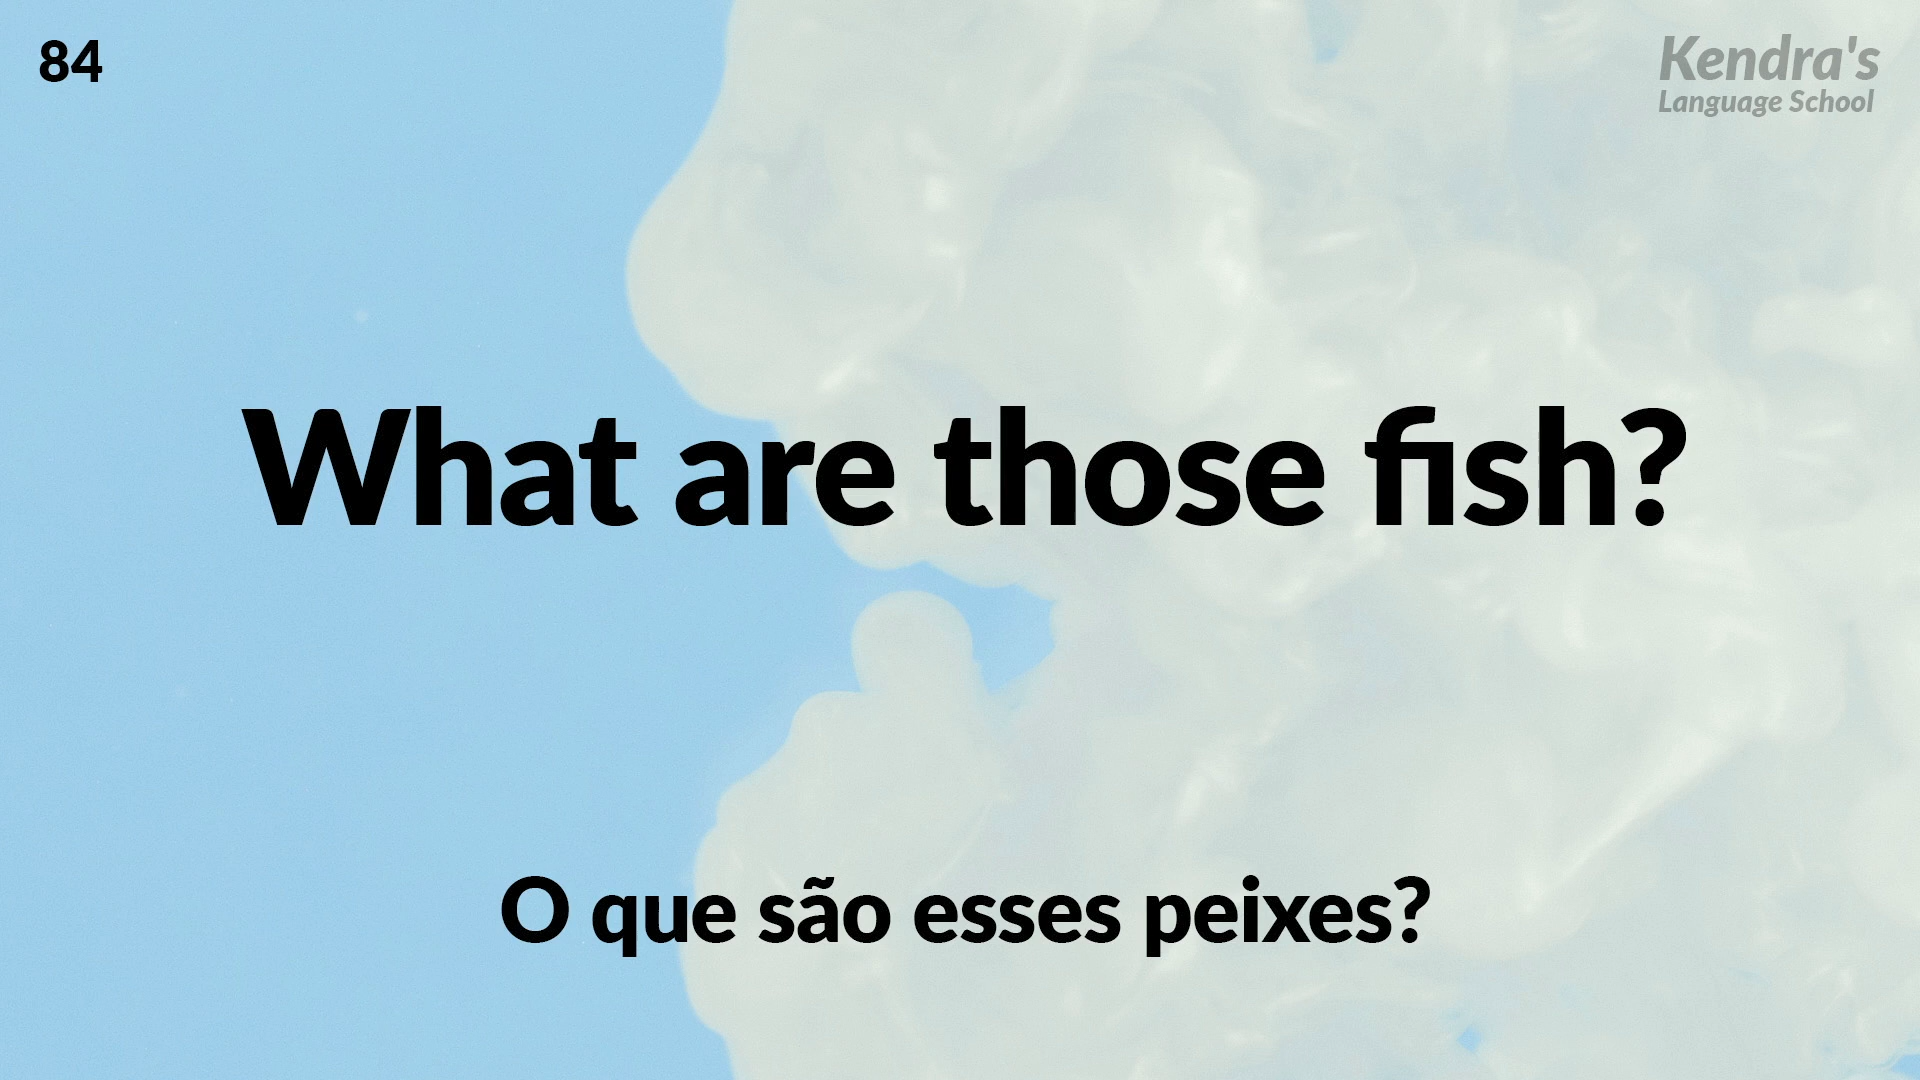 84
Kendra's
Language School
What are those fish?
O que são esses peixes?